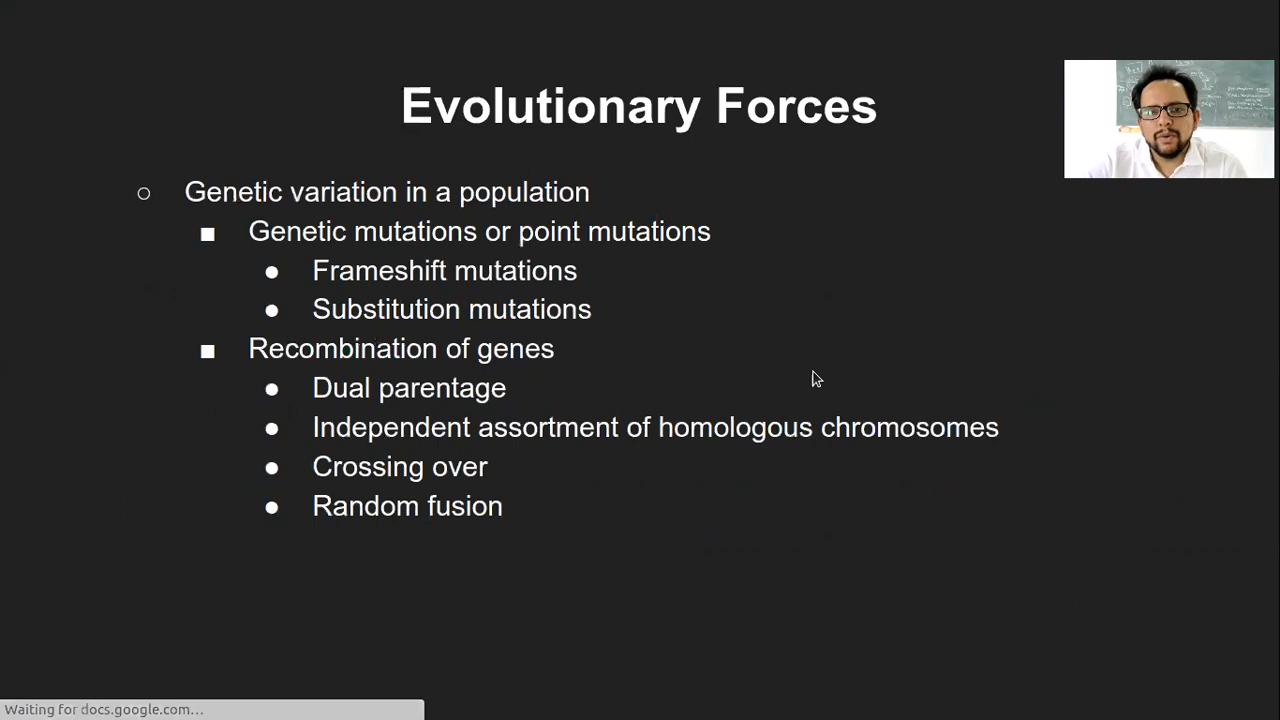 Evolutionary Forces
Genetic variation in a population
Genetic mutations or point mutations
Frameshift mutations
Substitution mutations
Recombination of genes
Dual parentage
Independent assortment of homologous chromosomes
Crossing over
Random fusion
Waiting for docs.google.com...